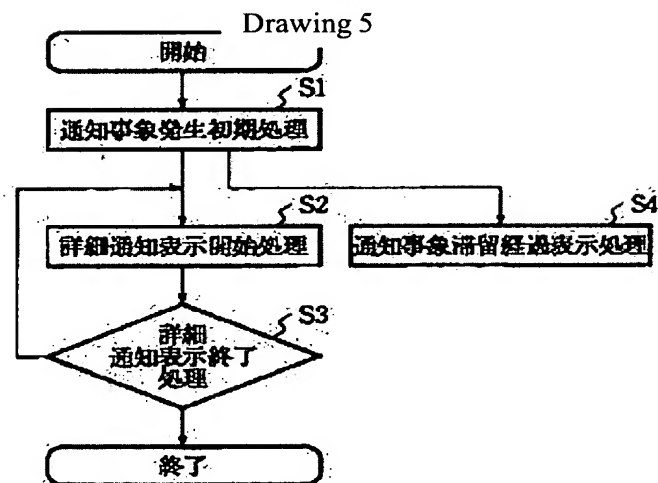 Drawing 5
開始
S1
通知事象発生初期処理
S2
詳細通知表示開始処理
S4
通知事象滞留経過表示処理
S3
詳細
通知表示終了
処理
終了